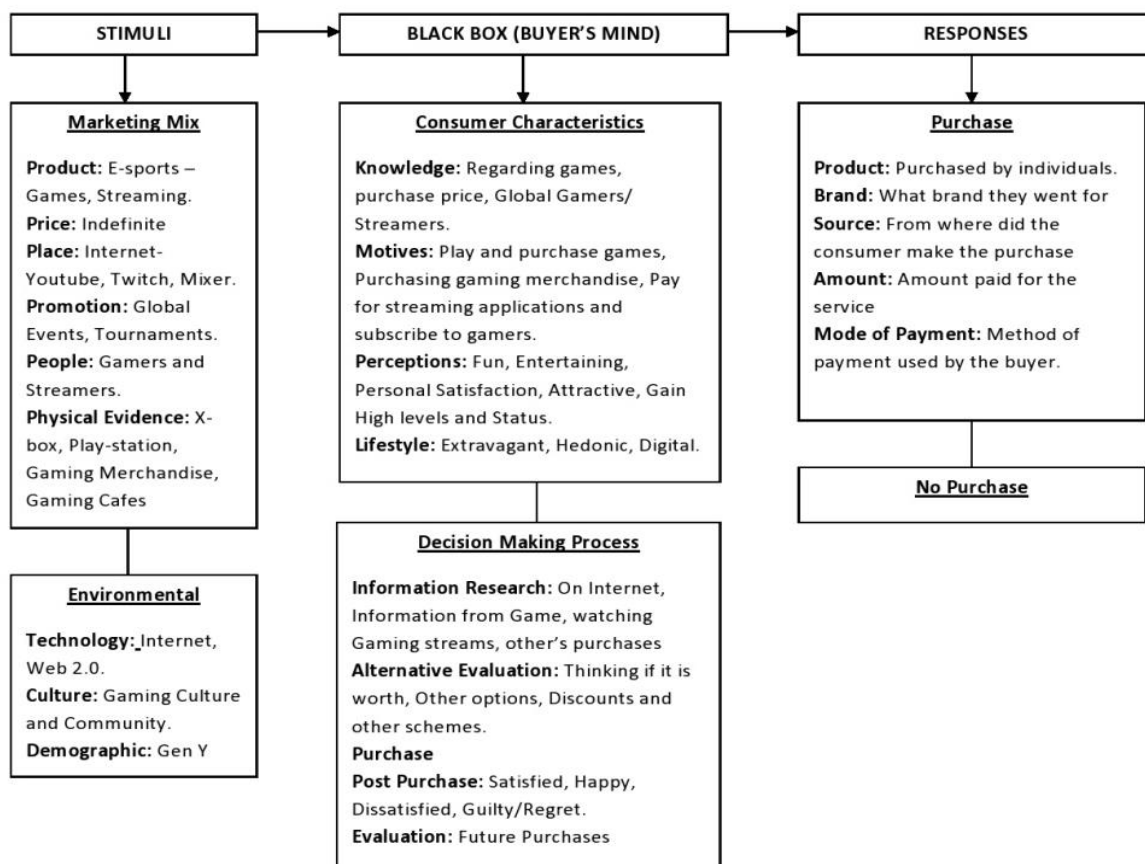 STIMULI
BLACK BOX (BUYER'S MIND)
RESPONSES
Marketing Mix
Product: E-sports –
Games, Streaming.
Price: Indefinite
Place: Internet-
Youtube, Twitch, Mixer.
Promotion: Global
Events, Tournaments.
People: Gamers and
Streamers.
Physical Evidence: X-
box, Play-station,
Gaming Merchandise,
Gaming Cafes
Environmental
Technology: Internet,
Web 2.0.
Culture: Gaming Culture
and Community.
Demographic: Gen Y
Consumer Characteristics
Knowledge: Regarding games,
purchase price, Global Gamers/
Streamers.
Motives: Play and purchase games,
Purchasing gaming merchandise, Pay
for streaming applications and
subscribe to gamers.
Perceptions: Fun, Entertaining,
Personal Satisfaction, Attractive, Gain
High levels and Status.
Lifestyle: Extravagant, Hedonic, Digital.
Decision Making Process
Information Research: On Internet,
Information from Game, watching
Gaming streams, other's purchases
Alternative Evaluation: Thinking if it is
worth, Other options, Discounts and
other schemes.
Purchase
Post Purchase: Satisfied, Happy,
Dissatisfied, Guilty/Regret.
Evaluation: Future Purchases
Purchase
Product: Purchased by individuals.
Brand: What brand they went for
Source: From where did the
consumer make the purchase
Amount: Amount paid for the
service
Mode of Payment: Method of
payment used by the buyer.
No Purchase